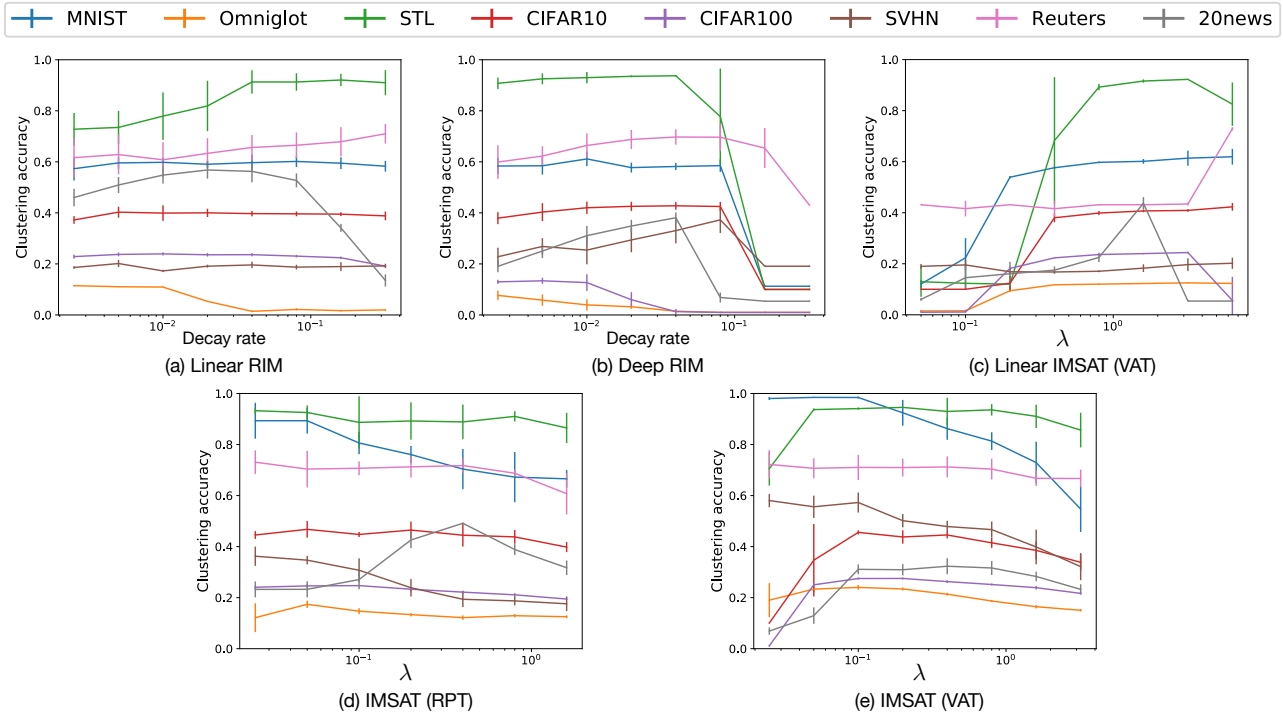 MNIST Omniglot STL CIFAR10 CIFAR100 SVHN Reuters 20news
1.0
0.8
0.6
0.4
0.2
0.0
Clustering accuracy
10⁻² 10⁻¹
Decay rate
(a) Linear RIM
1.0
0.8
0.6
0.4
0.2
0.0
Clustering accuracy
10⁻² 10⁻¹
Decay rate
(b) Deep RIM
1.0
0.8
0.6
0.4
0.2
0.0
Clustering accuracy
10⁻¹ 10⁰
λ
(c) Linear IMSAT (VAT)
1.0
0.8
0.6
0.4
0.2
0.0
Clustering accuracy
10⁻¹ 10⁰
λ
(d) IMSAT (RPT)
1.0
0.8
0.6
0.4
0.2
0.0
Clustering accuracy
10⁻¹ 10⁰
λ
(e) IMSAT (VAT)